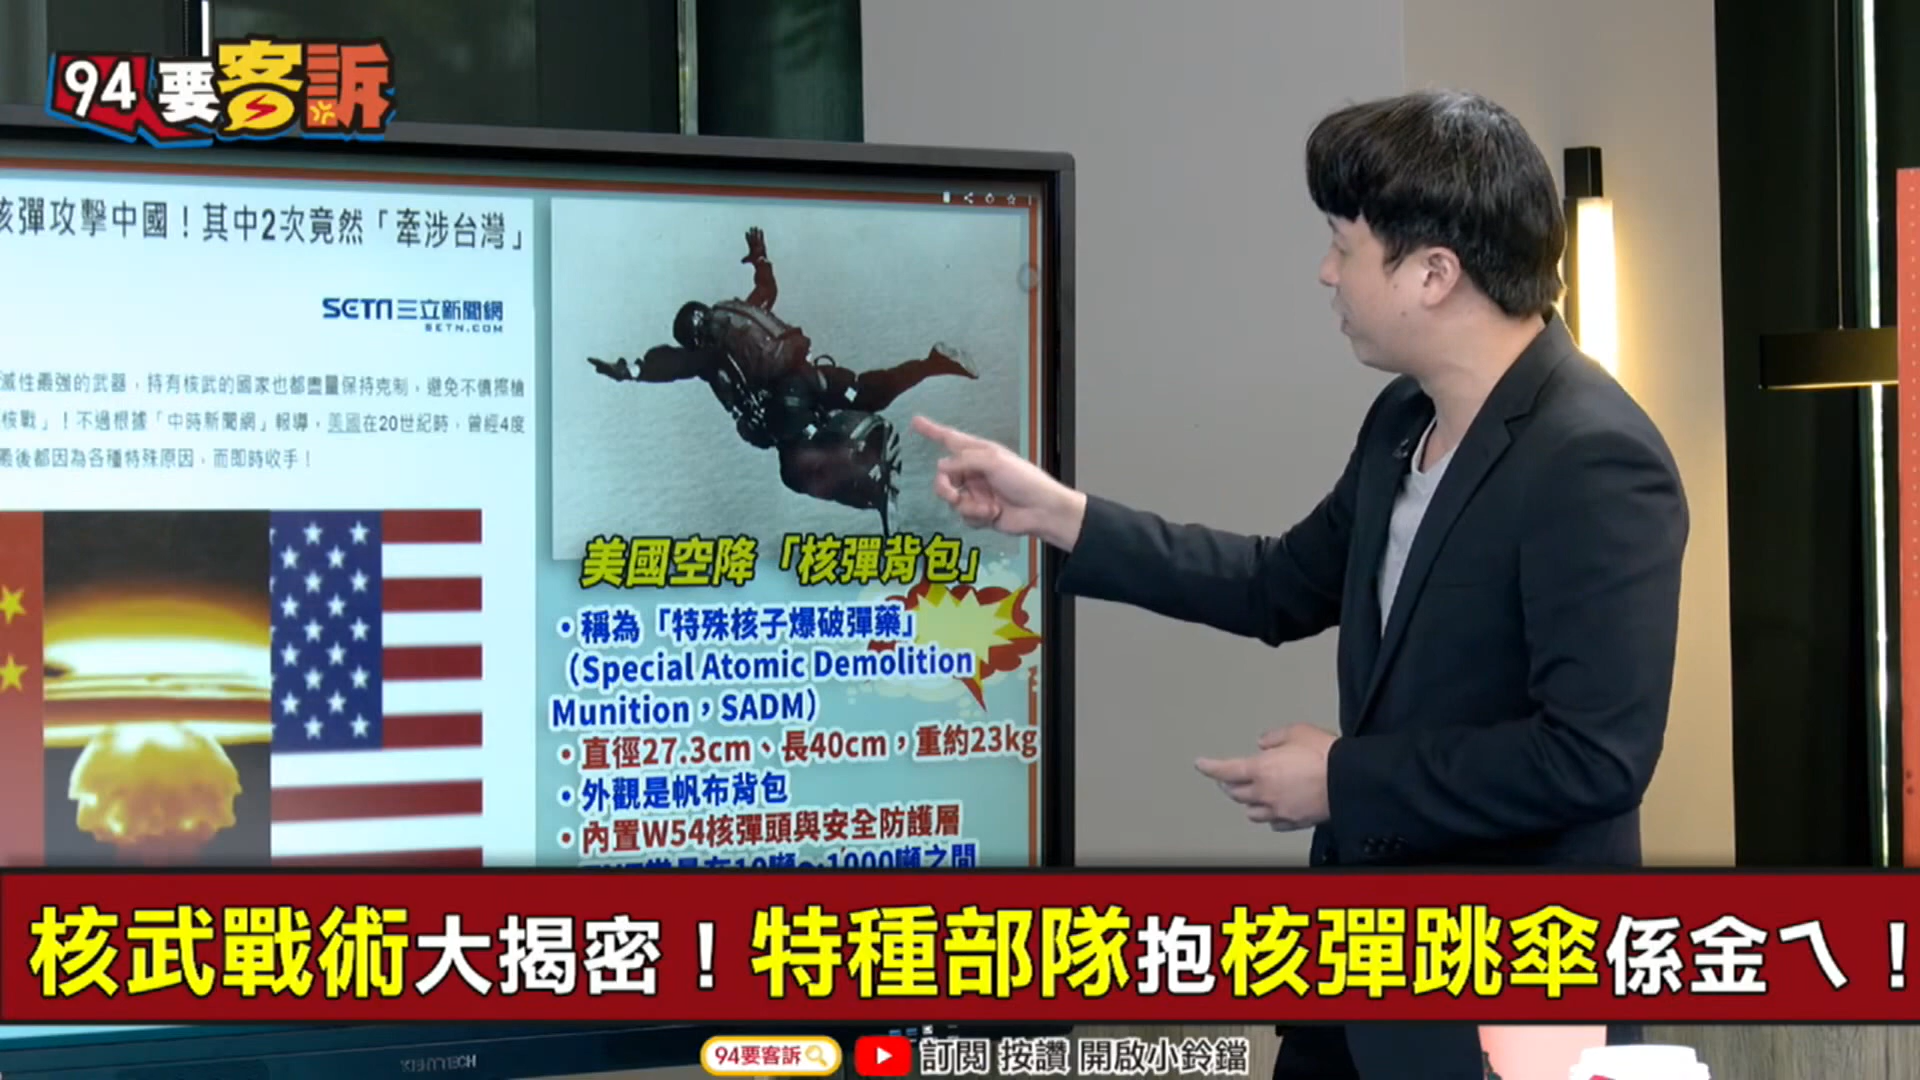 94要客訴
核彈攻擊中國！其中2次竟然「牽涉台灣」
SETN三立新聞網
SETN.COM
滅性最強的武器，持有核武的國家也都盡量保持克制，避免不慎擦槍
核戰」！不過根據「中時新聞網」報導，美國在20世紀時，曾經4度
最後都因為各種特殊原因，而即時收手！
美國空降「核彈背包」
・稱為「特殊核子爆破彈藥」
（Special Atomic Demolition
Munition，SADM）
・直徑27.3cm、長40cm，重約23kg
・外觀是帆布背包
・內置W54核彈頭與安全防護層
10噸～1000噸之間
核武戰術大揭密！特種部隊抱核彈跳傘係金ㄟ！
94要客訴
訂閱 按讚 開啟小鈴鐺